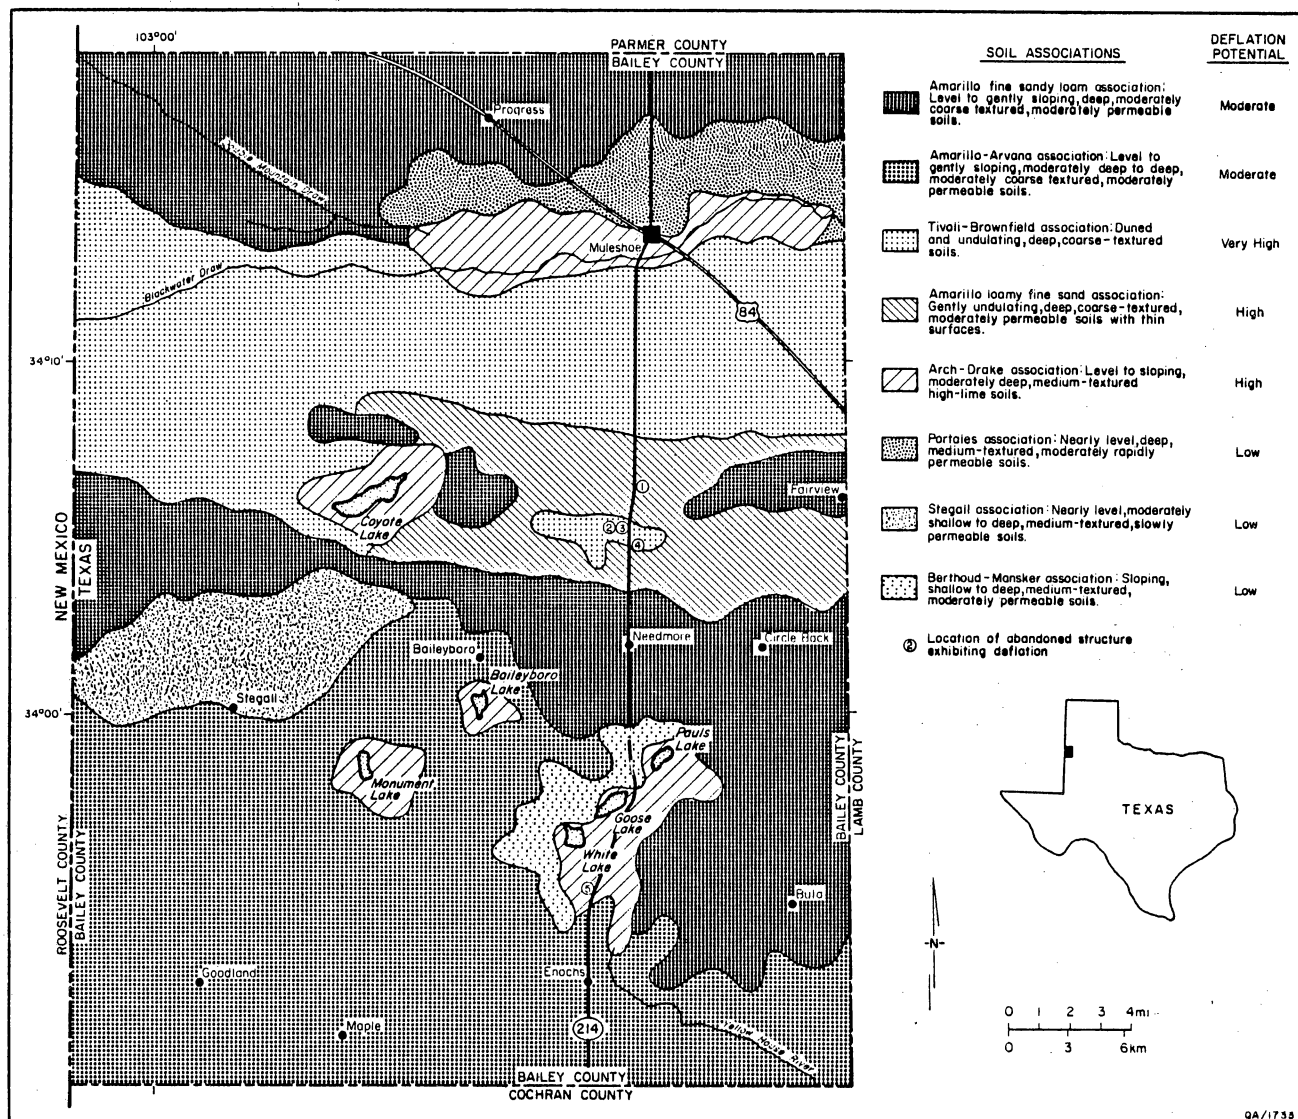 103°00'
PARMER COUNTY
BAILEY COUNTY
Progress
Muleshoe
Blackwater Draw
84
34°10'
1
Fairview
2 3
4
Coyote
Lake
NEW MEXICO
TEXAS
Needmore
Circle Back
Baileyboro
Baileyboro
Lake
Stegall
34°00'
Pauls
Lake
Monument
Lake
Goose
Lake
White
Lake
5
BAILEY COUNTY
LAMB COUNTY
ROOSEVELT COUNTY
BAILEY COUNTY
Bula
Goodland
Enochs
Maple
214
Yellow House River
BAILEY COUNTY
COCHRAN COUNTY
SOIL ASSOCIATIONS
DEFLATION
POTENTIAL
Amarillo fine sandy loam association:
Level to gently sloping, deep, moderately
coarse textured, moderately permeable
soils.
Moderate
Amarillo-Arvana association: Level to
gently sloping, moderately deep to deep,
moderately coarse textured, moderately
permeable soils.
Moderate
Tivoli-Brownfield association: Duned
and undulating, deep, coarse-textured
soils.
Very High
Amarillo loamy fine sand association:
Gently undulating, deep, coarse-textured,
moderately permeable soils with thin
surfaces.
High
Arch-Drake association: Level to sloping,
moderately deep, medium-textured
high-lime soils.
High
Portales association: Nearly level, deep,
medium-textured, moderately rapidly
permeable soils.
Low
Stegall association: Nearly level, moderately
shallow to deep, medium-textured, slowly
permeable soils.
Low
Berthoud-Mansker association: Sloping,
shallow to deep, medium-textured,
moderately permeable soils.
Low
2 Location of abandoned structure
exhibiting deflation
TEXAS
-N-
0 1 2 3 4mi
0 3 6km
QA/1735